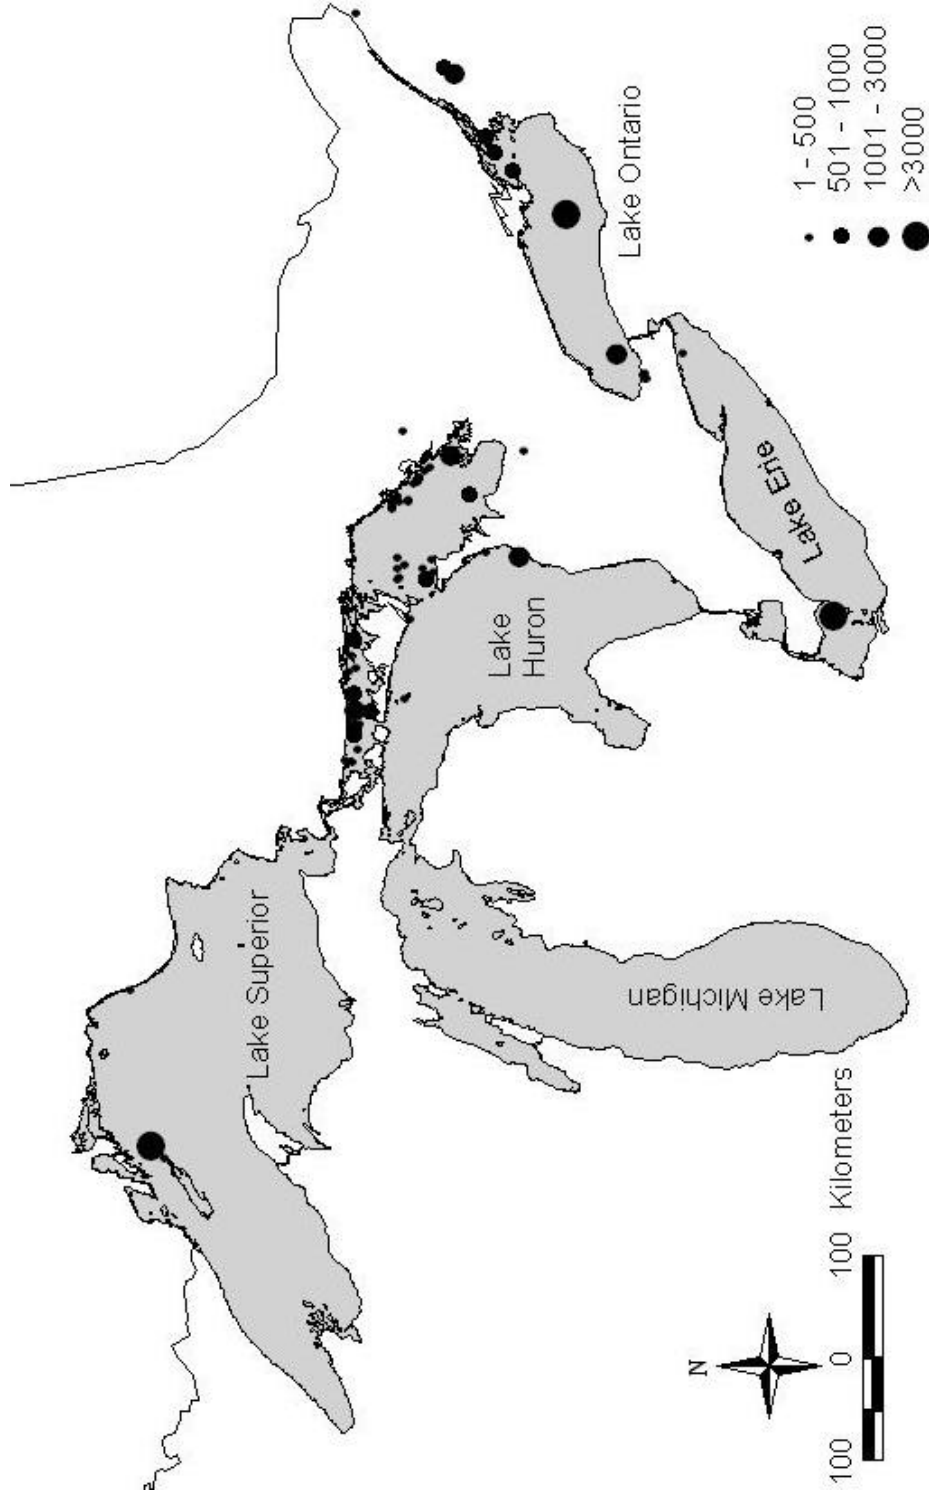 Lake Superior
Lake Michigan
Lake
Huron
Lake Erie
Lake Ontario
N
100 0 100 Kilometers
1 - 500
501 - 1000
1001 - 3000
>3000